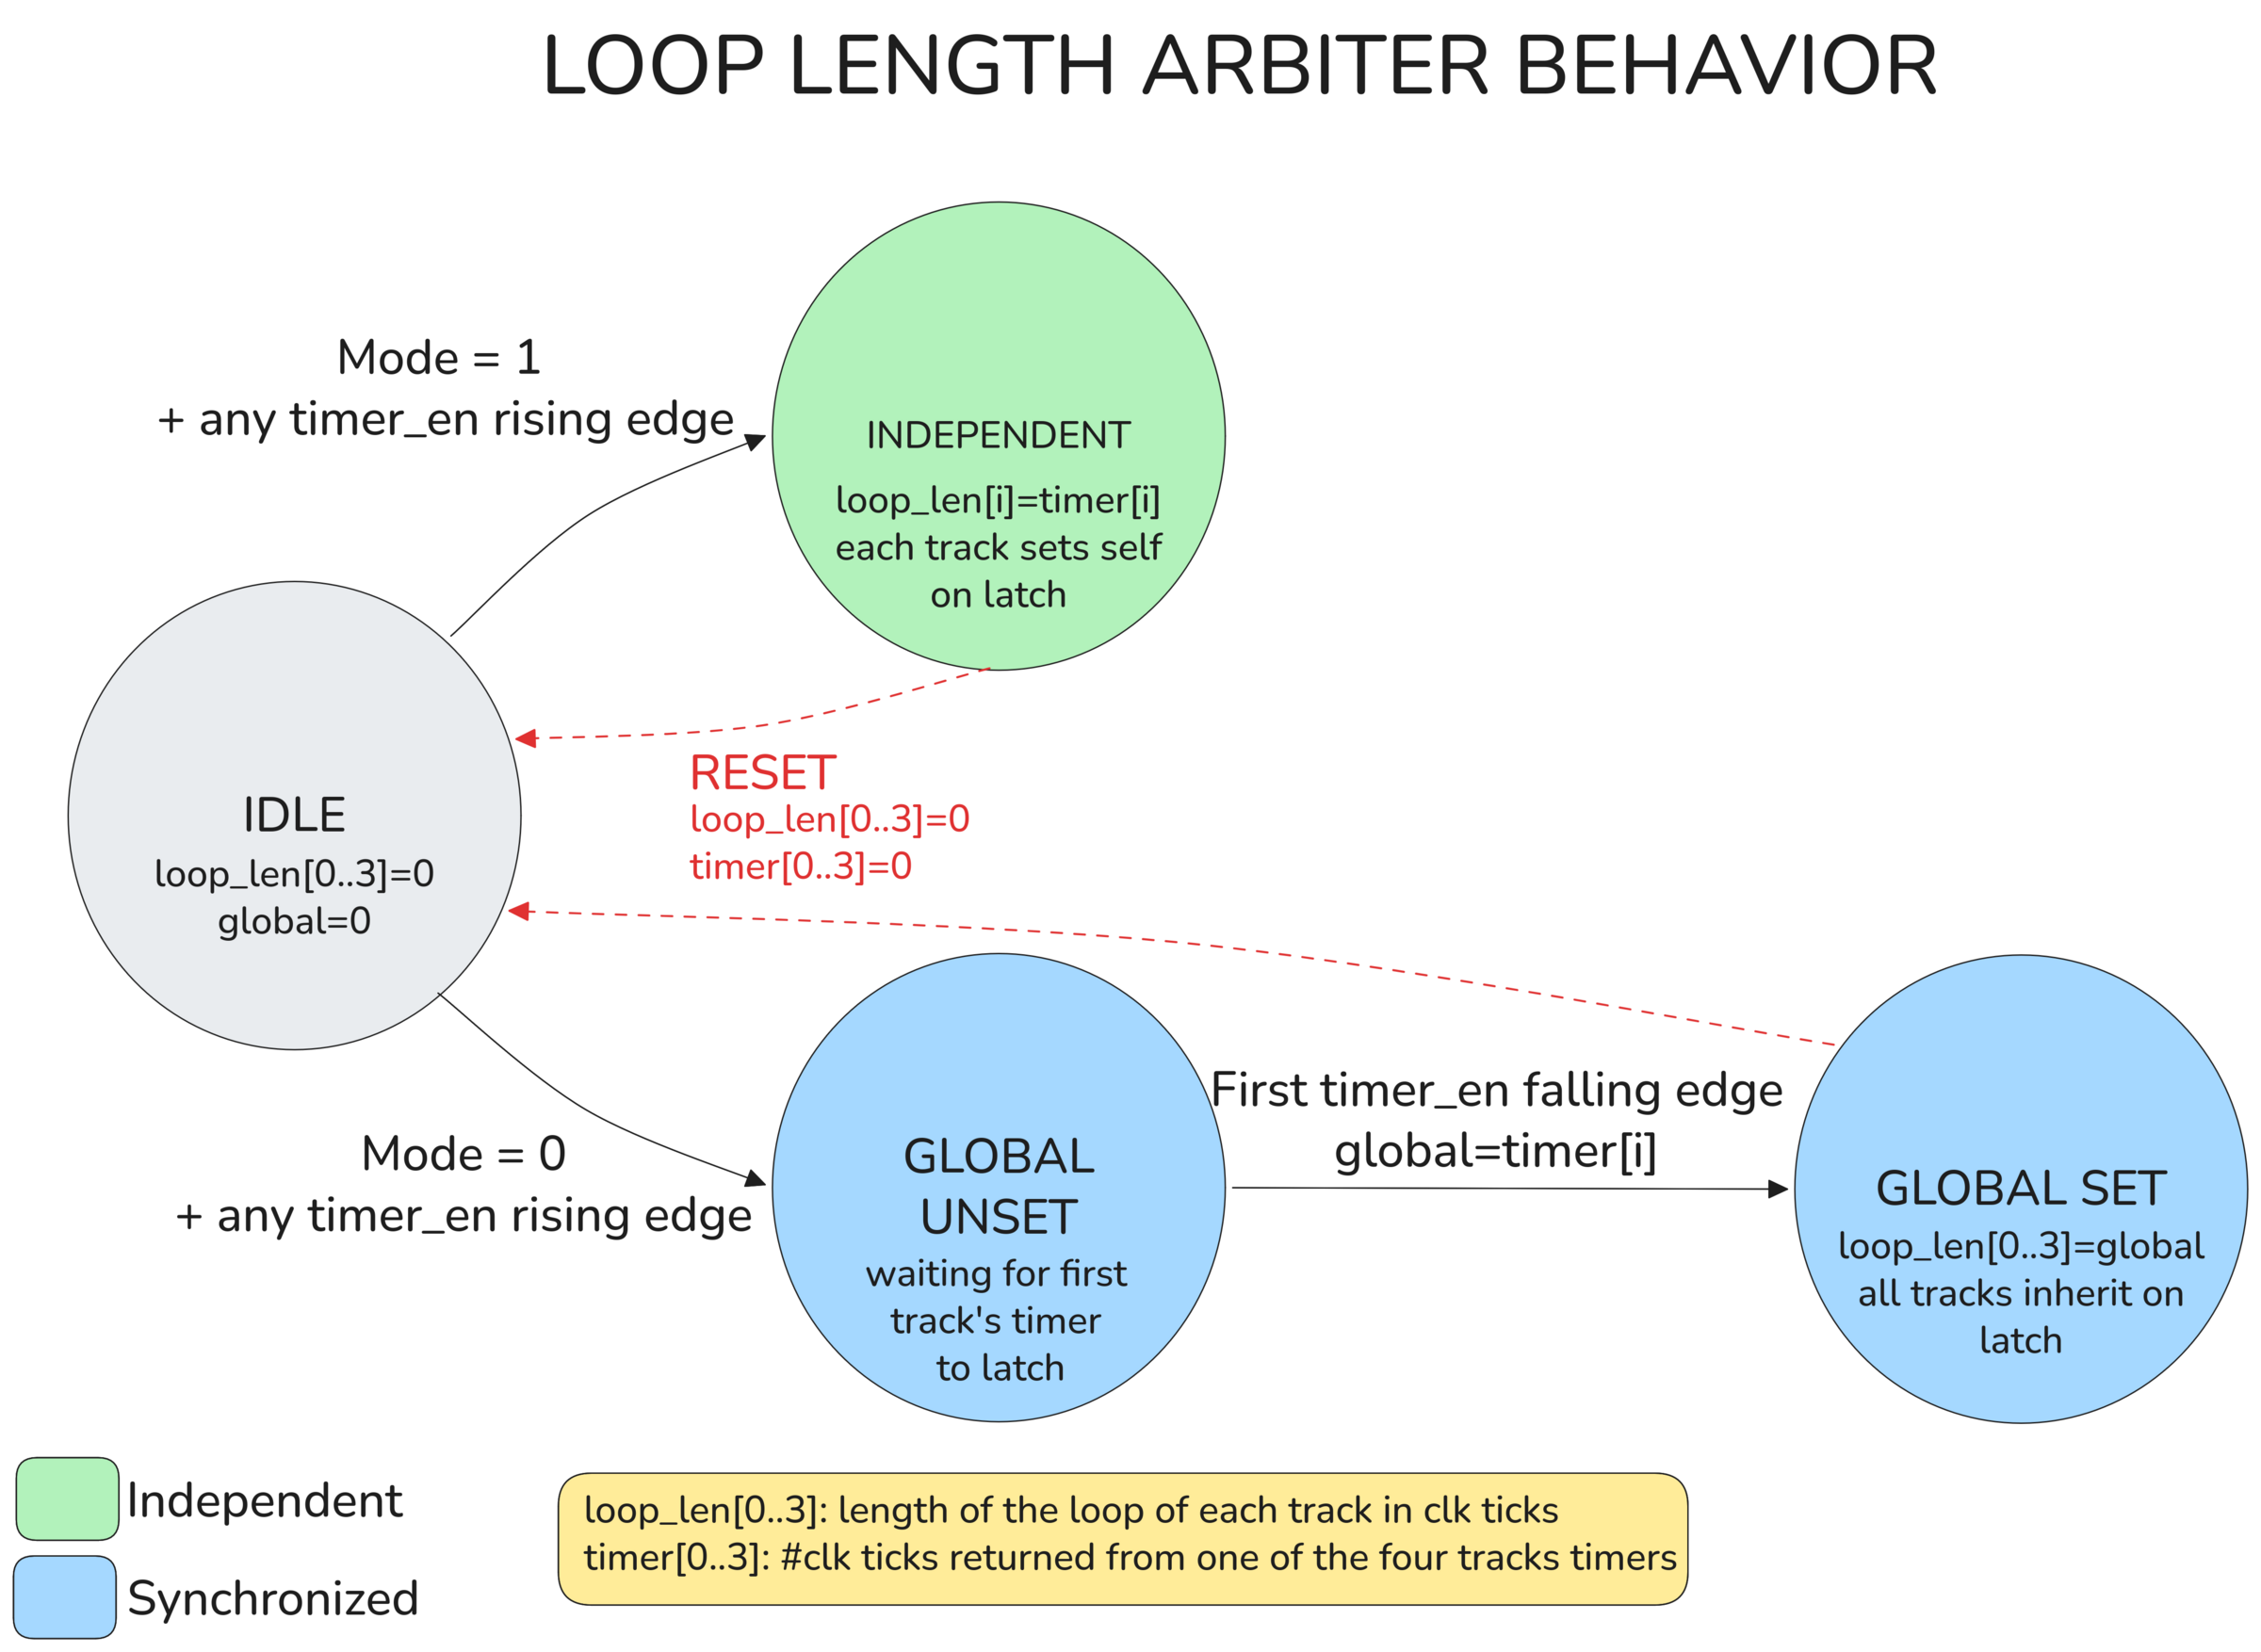 LOOP LENGTH ARBITER BEHAVIOR
Mode = 1
+ any timer_en rising edge
INDEPENDENT
loop_len[i]=timer[i]
each track sets self
on latch
RESET
loop_len[0..3]=0
timer[0..3]=0
IDLE
loop_len[0..3]=0
global=0
Mode = 0
+ any timer_en rising edge
GLOBAL
UNSET
waiting for first
track's timer
to latch
First timer_en falling edge
global=timer[i]
GLOBAL SET
loop_len[0..3]=global
all tracks inherit on
latch
Independent
Synchronized
loop_len[0..3]: length of the loop of each track in clk ticks
timer[0..3]: #clk ticks returned from one of the four tracks timers